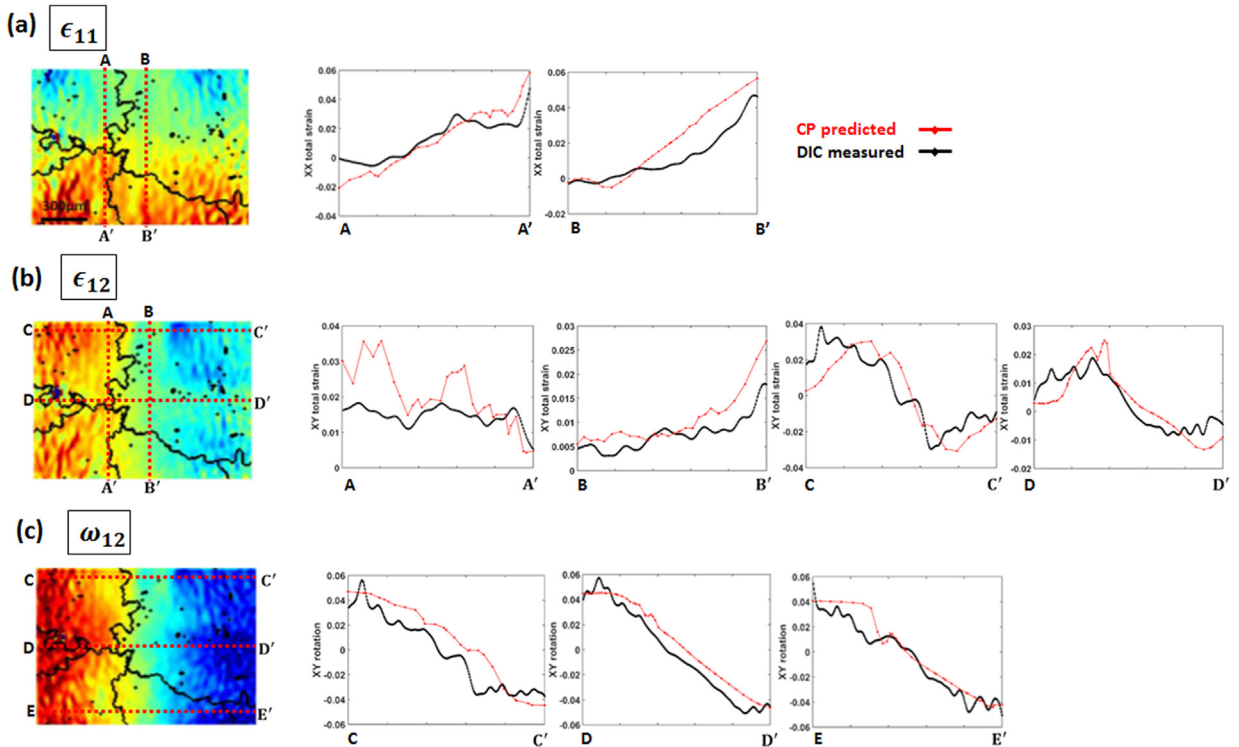 (a) ϵ11
A B
300μm
A′ B′
XX total strain
0.06
0.04
0.02
0
-0.02
-0.04
A A′
XX total strain
0.06
0.04
0.02
0
-0.02
B B′
CP predicted
DIC measured
(b) ϵ12
A B
C C′
D D′
A′ B′
XY total strain
0.04
0.03
0.02
0.01
0
A A′
XY total strain
0.03
0.025
0.02
0.015
0.01
0.005
0
B B′
XY total strain
0.04
0.02
0
-0.02
-0.04
C C′
XY total strain
0.03
0.02
0.01
0
-0.01
-0.02
D D′
(c) ω12
C C′
D D′
E E′
XY rotation
0.06
0.04
0.02
0
-0.02
-0.04
-0.06
C C′
XY rotation
0.06
0.04
0.02
0
-0.02
-0.04
-0.06
D D′
XY rotation
0.06
0.04
0.02
0
-0.02
-0.04
-0.06
E E′